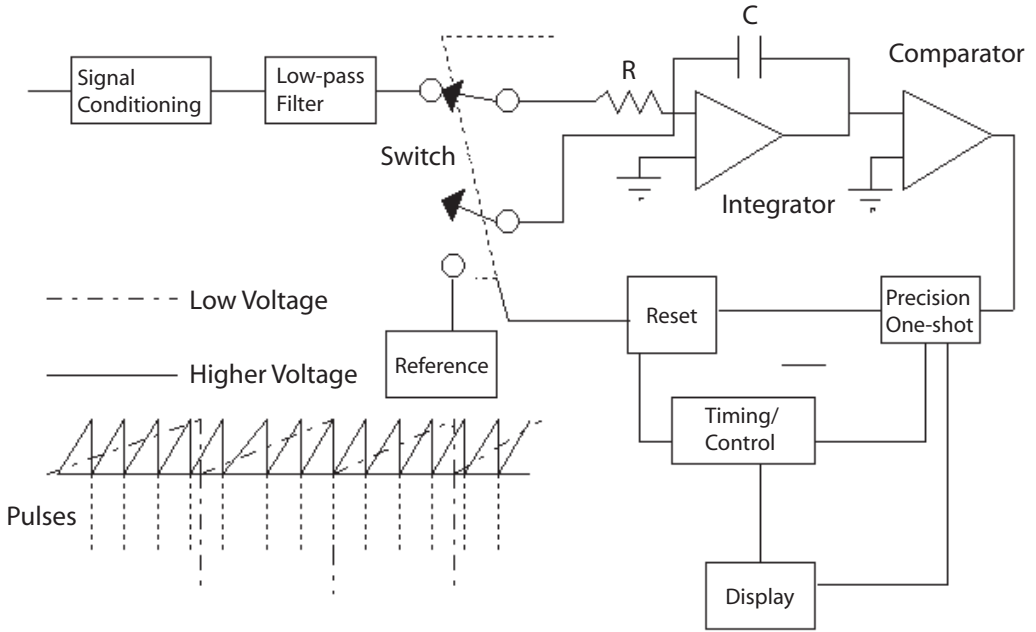 C
Comparator
Signal
Conditioning
Low-pass
Filter
R
Switch
Integrator
Low Voltage
Higher Voltage
Reference
Reset
Precision
One-shot
Timing/
Control
Pulses
Display